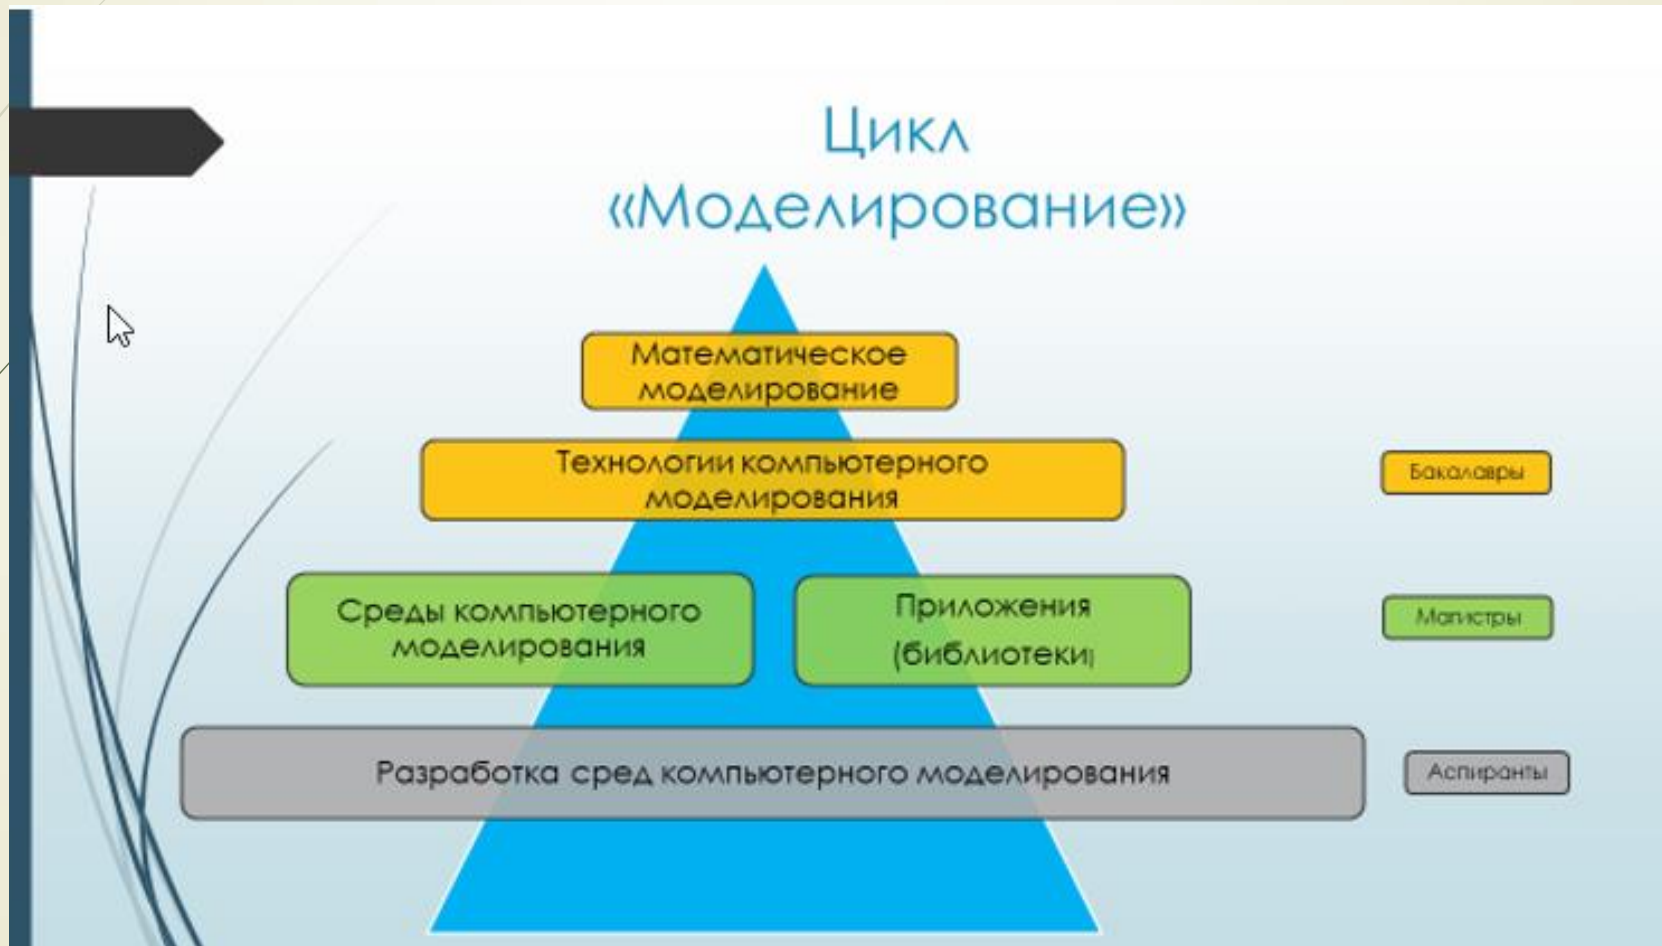 Цикл
«Моделирование»
Математическое
моделирование
Технологии компьютерного
моделирования
Бакалавры
Среды компьютерного
моделирования
Приложения
(библиотеки)
Магистры
Разработка сред компьютерного моделирования
Аспиранты